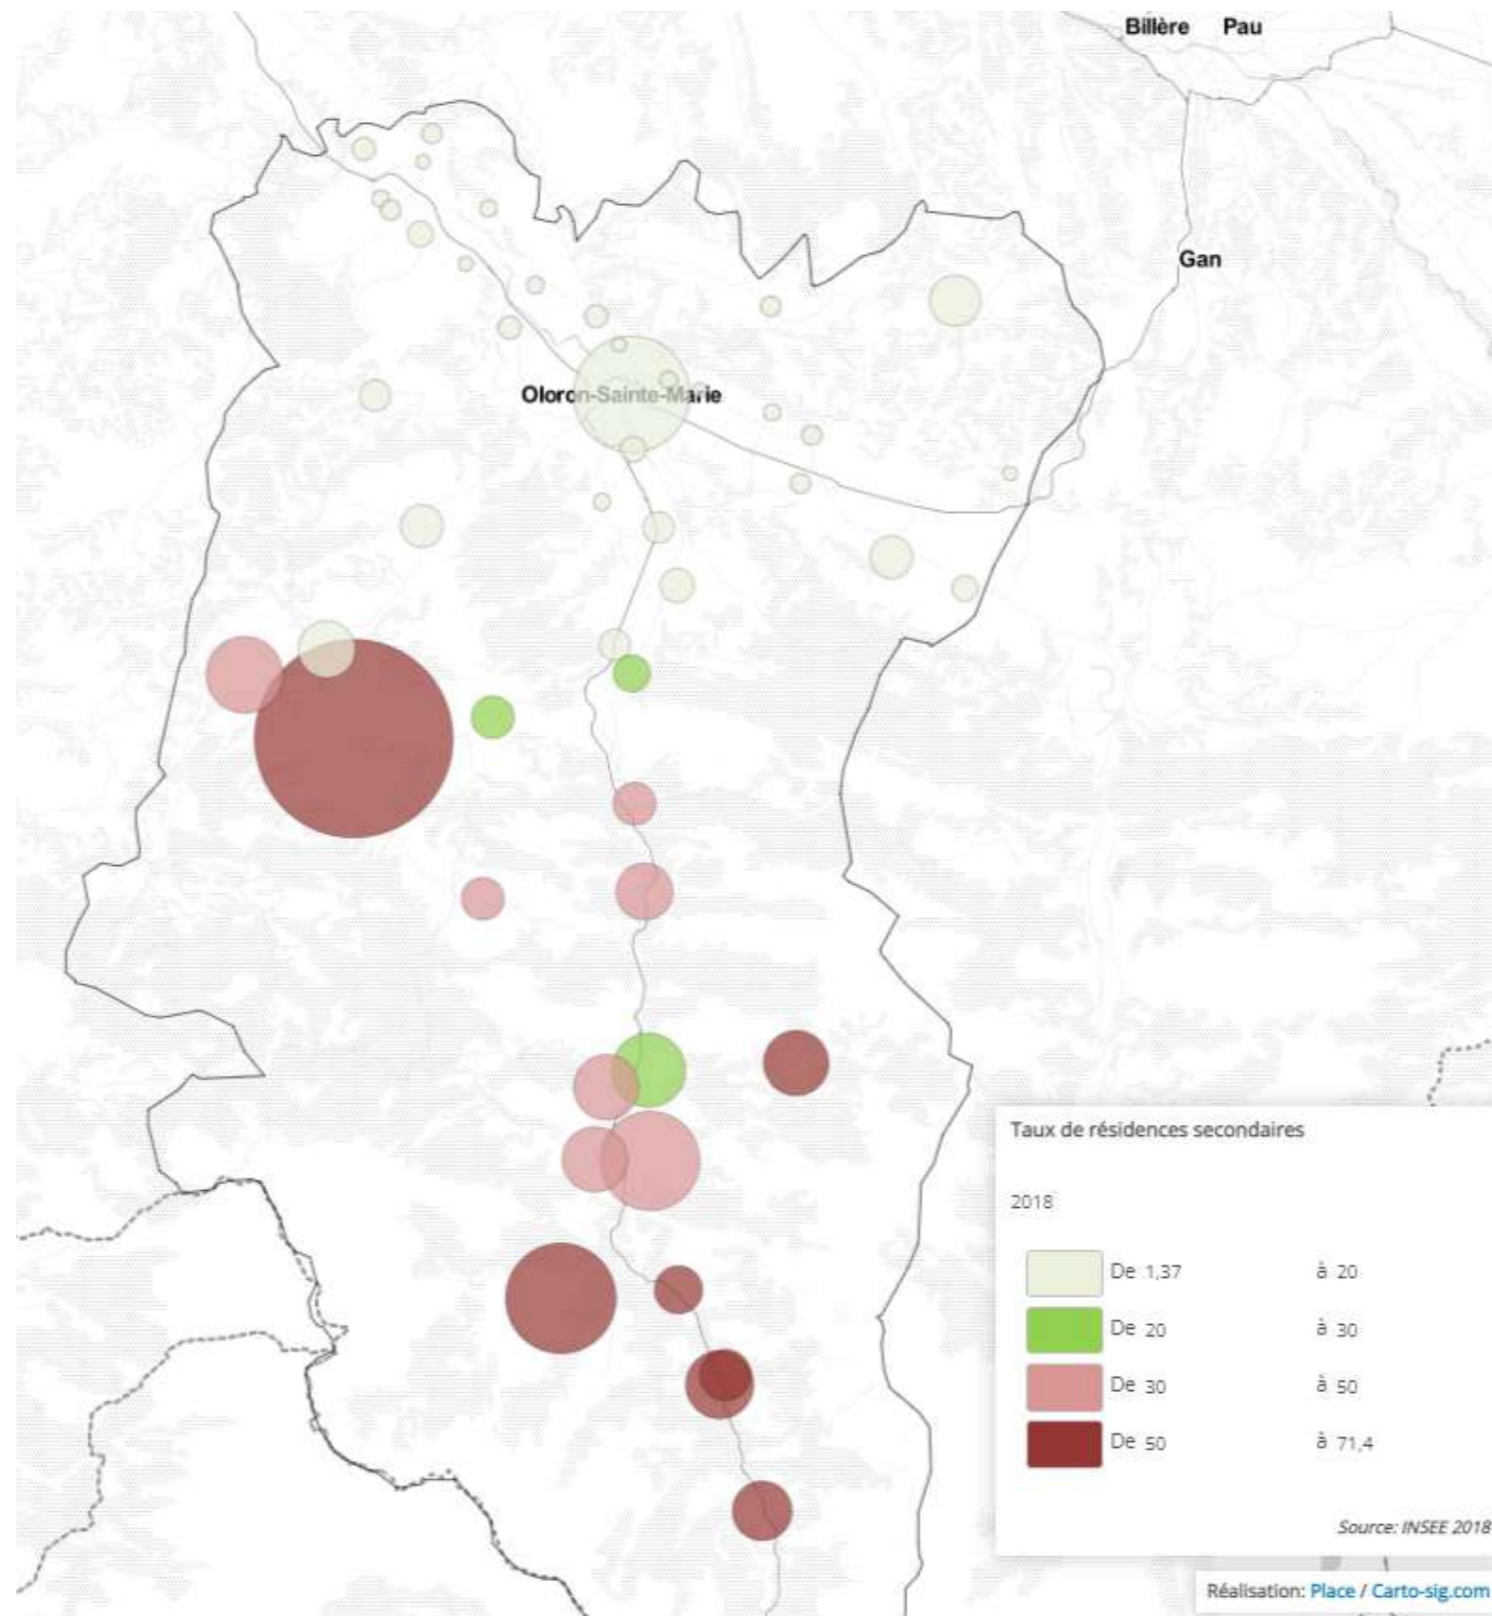 Billère Pau
Gan
Oloron-Sainte-Marie
Taux de résidences secondaires
2018
De 1,37 à 20
De 20 à 30
De 30 à 50
De 50 à 71,4
Source: INSEE 2018
Réalisation: Place / Carto-sig.com